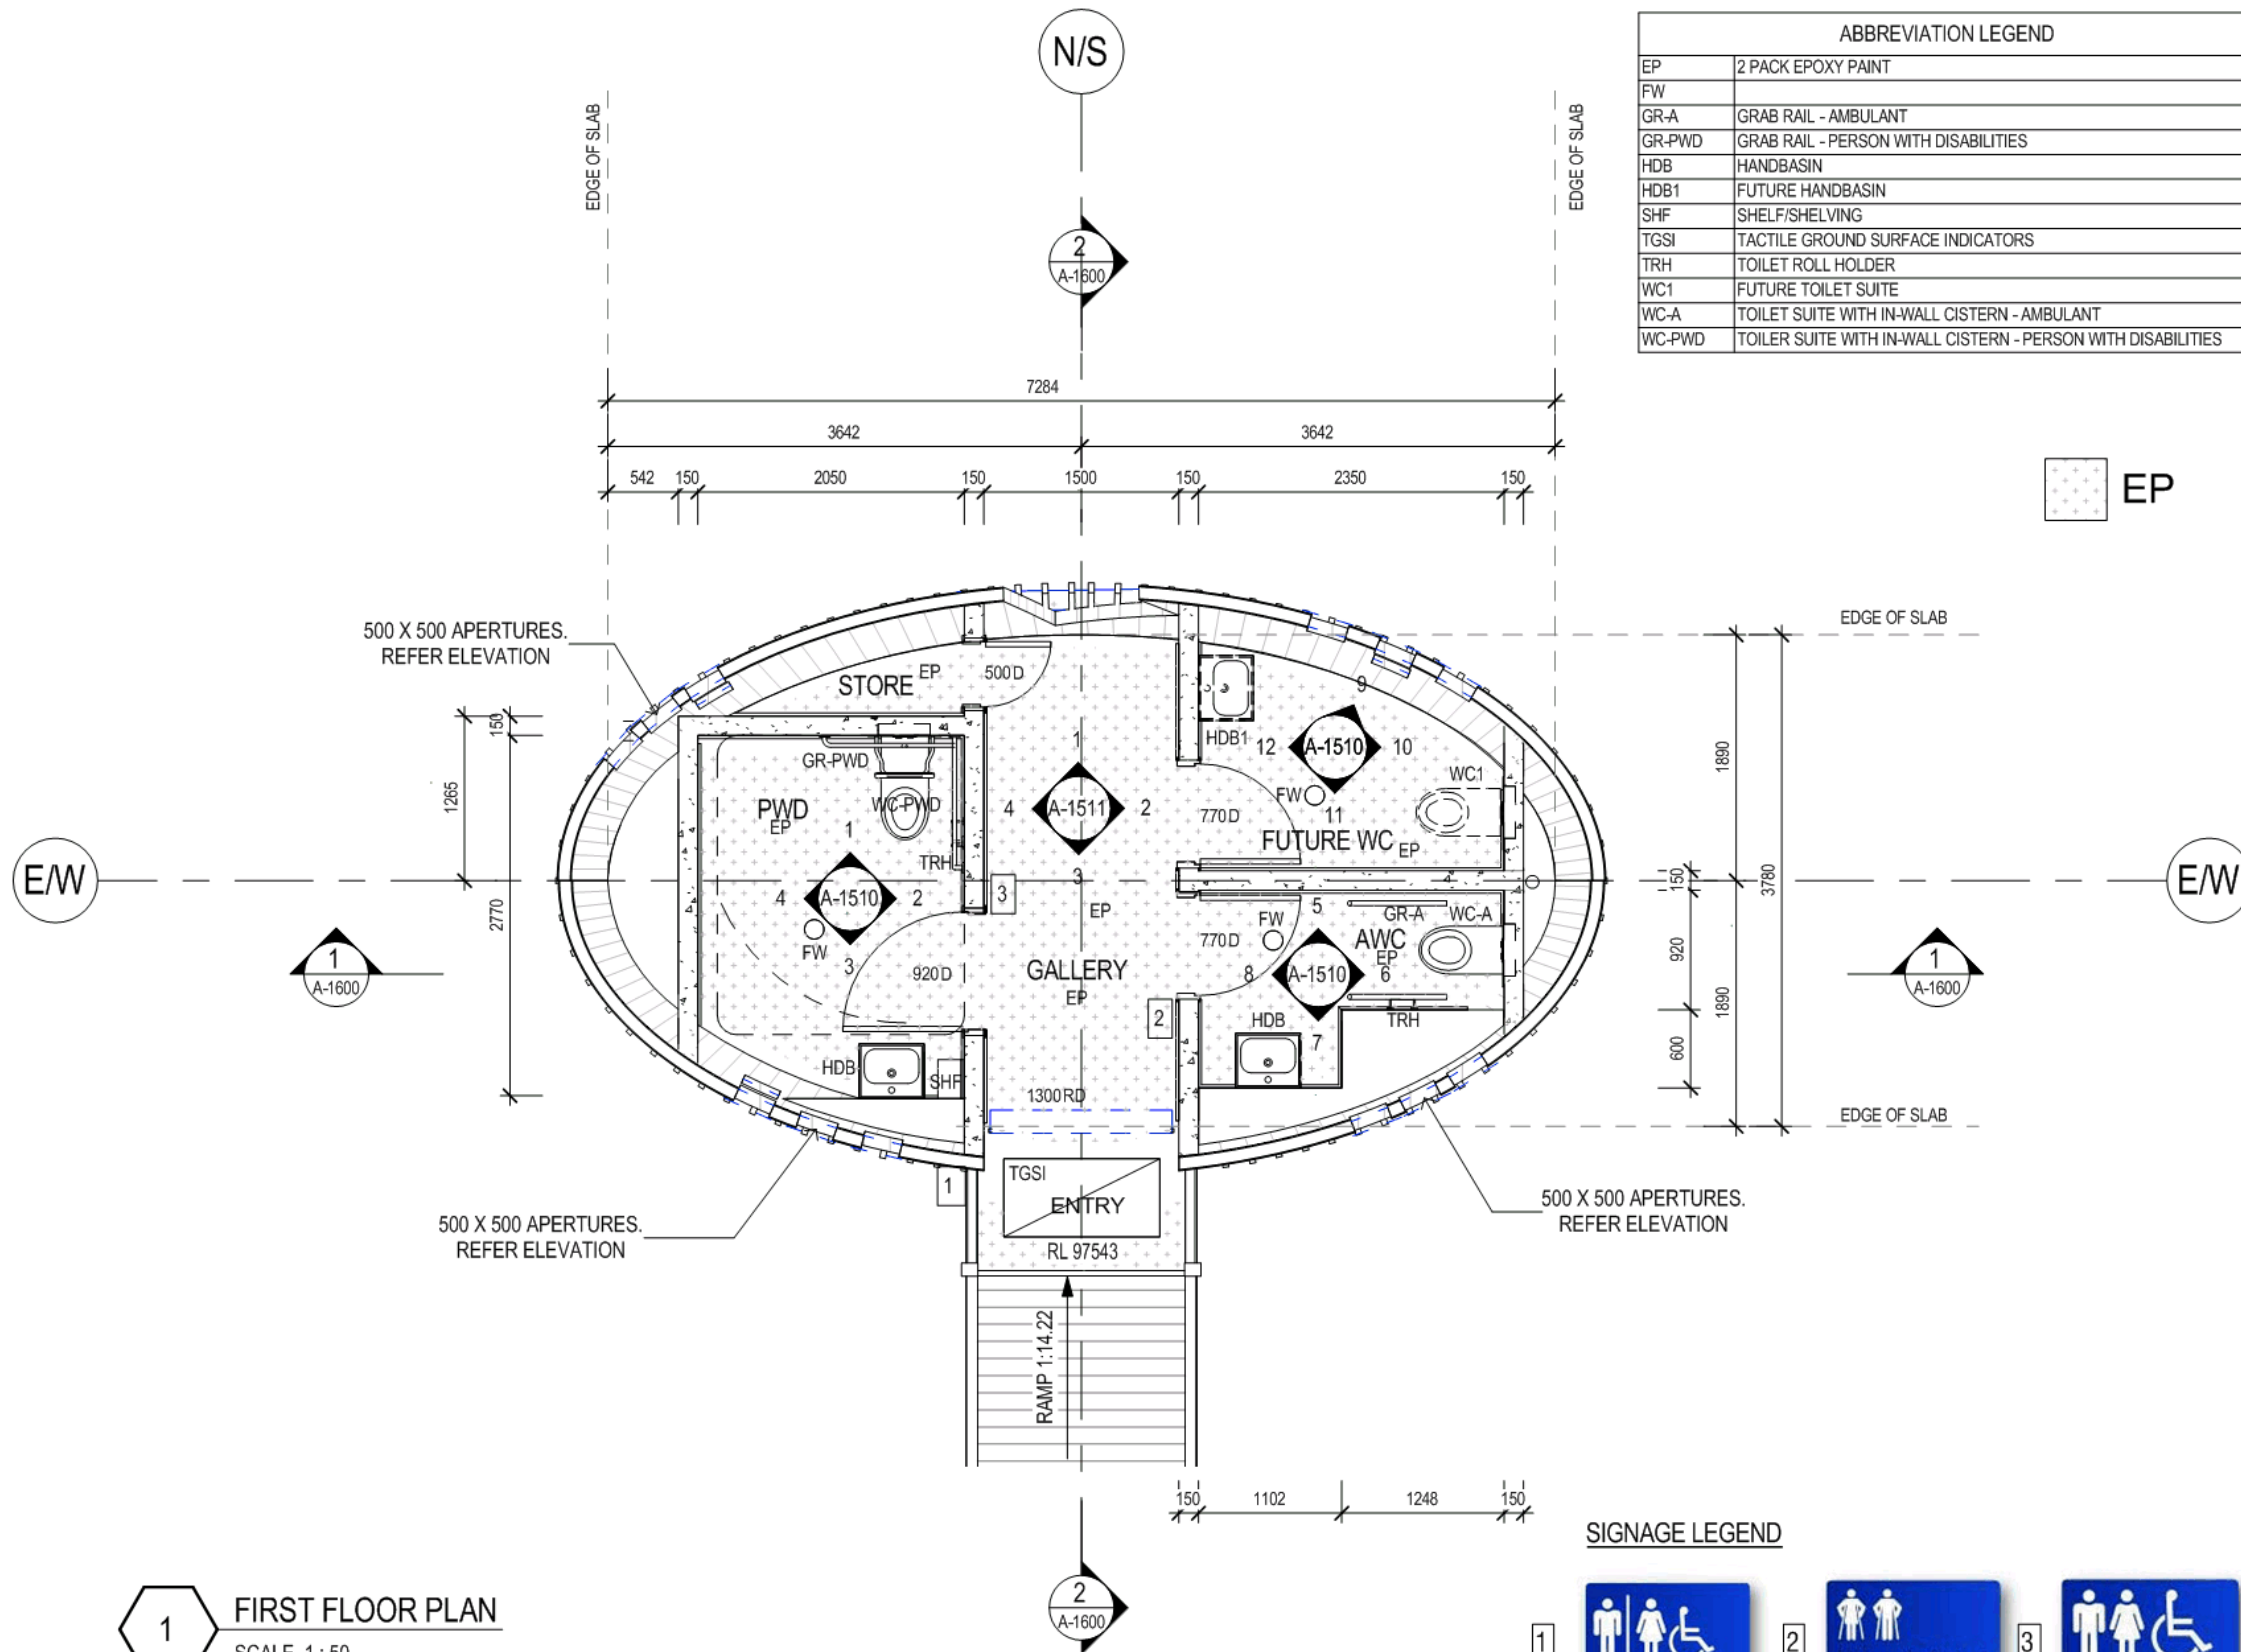 N/S
ABBREVIATION LEGEND
EP 2 PACK EPOXY PAINT
FW
GR-A GRAB RAIL - AMBULANT
GR-PWD GRAB RAIL - PERSON WITH DISABILITIES
HDB HANDBASIN
HDB1 FUTURE HANDBASIN
SHF SHELF/SHELVING
TGSI TACTILE GROUND SURFACE INDICATORS
TRH TOILET ROLL HOLDER
WC1 FUTURE TOILET SUITE
WC-A TOILET SUITE WITH IN-WALL CISTERN - AMBULANT
WC-PWD TOILER SUITE WITH IN-WALL CISTERN - PERSON WITH DISABILITIES
EDGE OF SLAB
EDGE OF SLAB
2
A-1600
7284
3642 3642
542 150 2050 150 1500 150 2350 150
EP
500 X 500 APERTURES.
REFER ELEVATION
EDGE OF SLAB
STORE EP
500D
9
150
1265
2770
HDB1
12 A-1510 10
11
1
4 A-1511 2
3
GR-PWD
PWD
EP
WC-PWD
TRH
1
4 A-1510 2
3
FW
920D
WC1
FW
770D
FUTURE WC
EP
1890
150
3780
920
1890
600
E/W
E/W
3
EP
5
FW
GR-A WC-A
770D
AWC
EP
8 A-1510 6
7
GALLERY
EP
2
HDB
TRH
HDB
SHF
1300RD
1
A-1600
1
A-1600
EDGE OF SLAB
1
TGSI
ENTRY
RL 97543
500 X 500 APERTURES.
REFER ELEVATION
500 X 500 APERTURES.
REFER ELEVATION
RAMP 1:14.22
150 1102 1248 150
SIGNAGE LEGEND
1
FIRST FLOOR PLAN
SCALE 1 : 50
2
A-1600
1
2
3